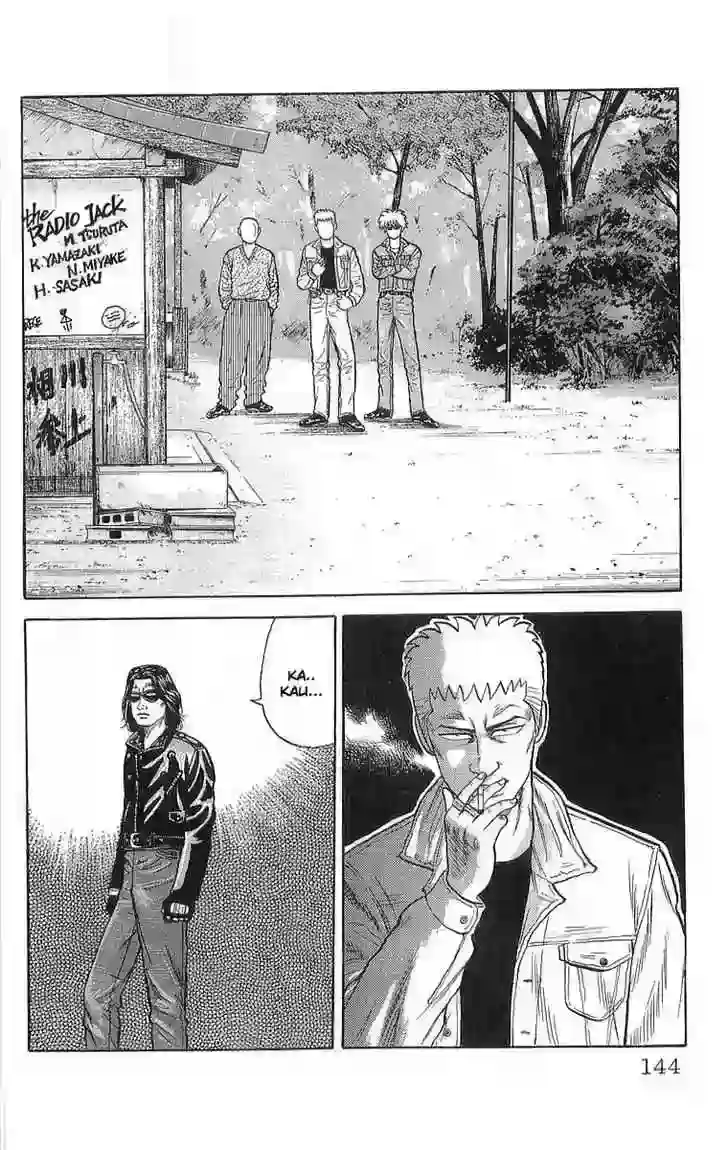 the
RADIO JACK
M. TSURUTA
K. YAMAZAKI
N. MIYAKE
H. SASAKI
相川
参上
KA..
KAU...
144